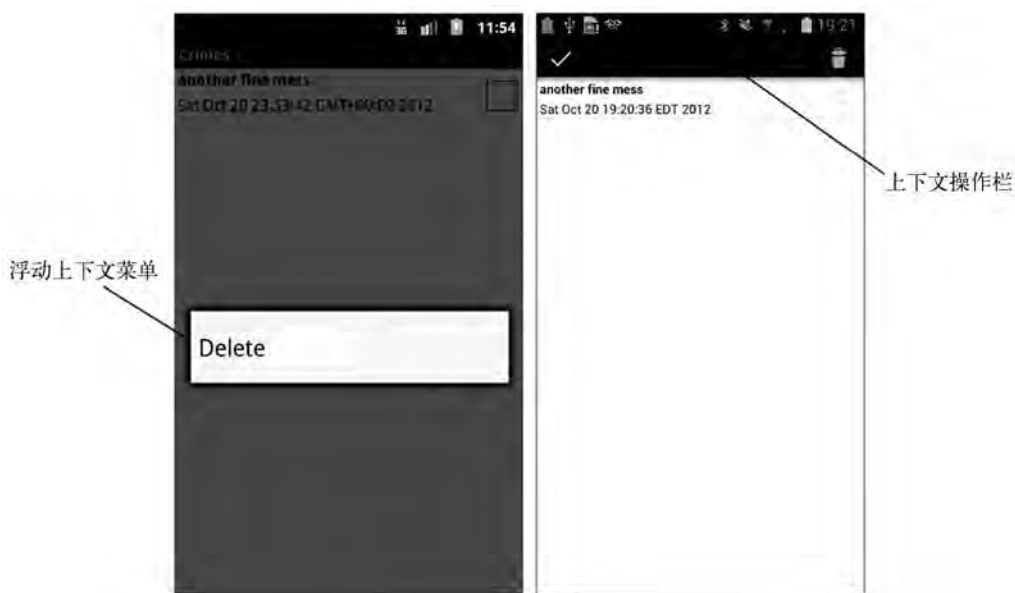 11:54
Crimes
another fine mess
Sat Oct 20 23:53:42 GMT+00:00 2012
Delete
浮动上下文菜单
19:21
another fine mess
Sat Oct 20 19:20:36 EDT 2012
上下文操作栏